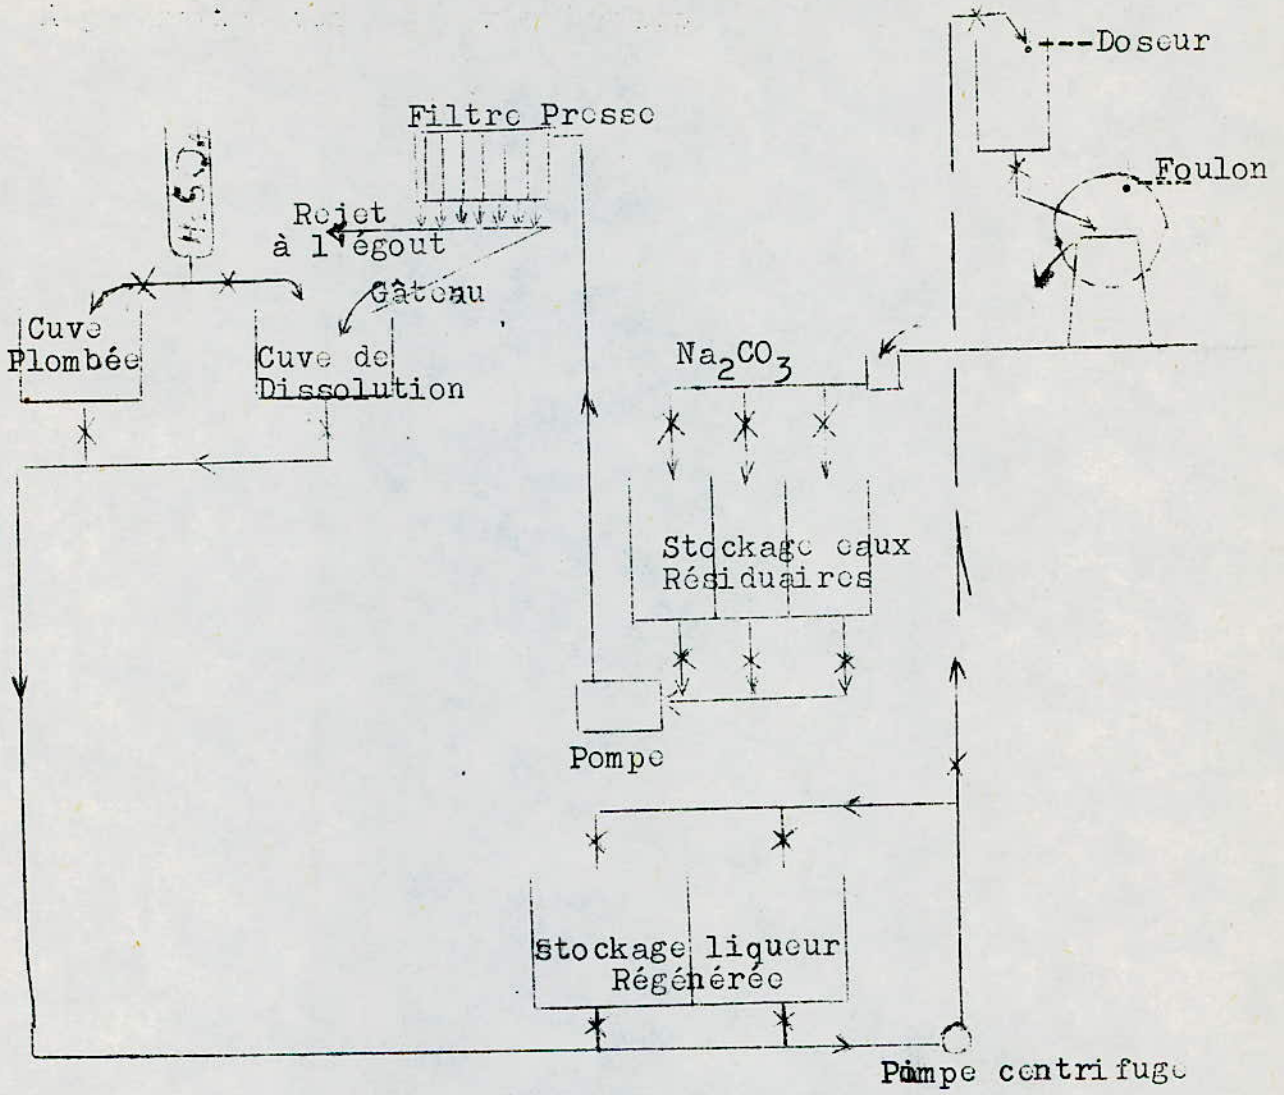 Doseur
Filtre Presse
Foulon
H2SO4
Rejet
à l'égout
Gâteau
Cuve
Plombée
Cuve de
Dissolution
Na2CO3
Stockage eaux
Résiduaires
Pompe
Stockage liqueur
Régénérée
Pompe centrifuge